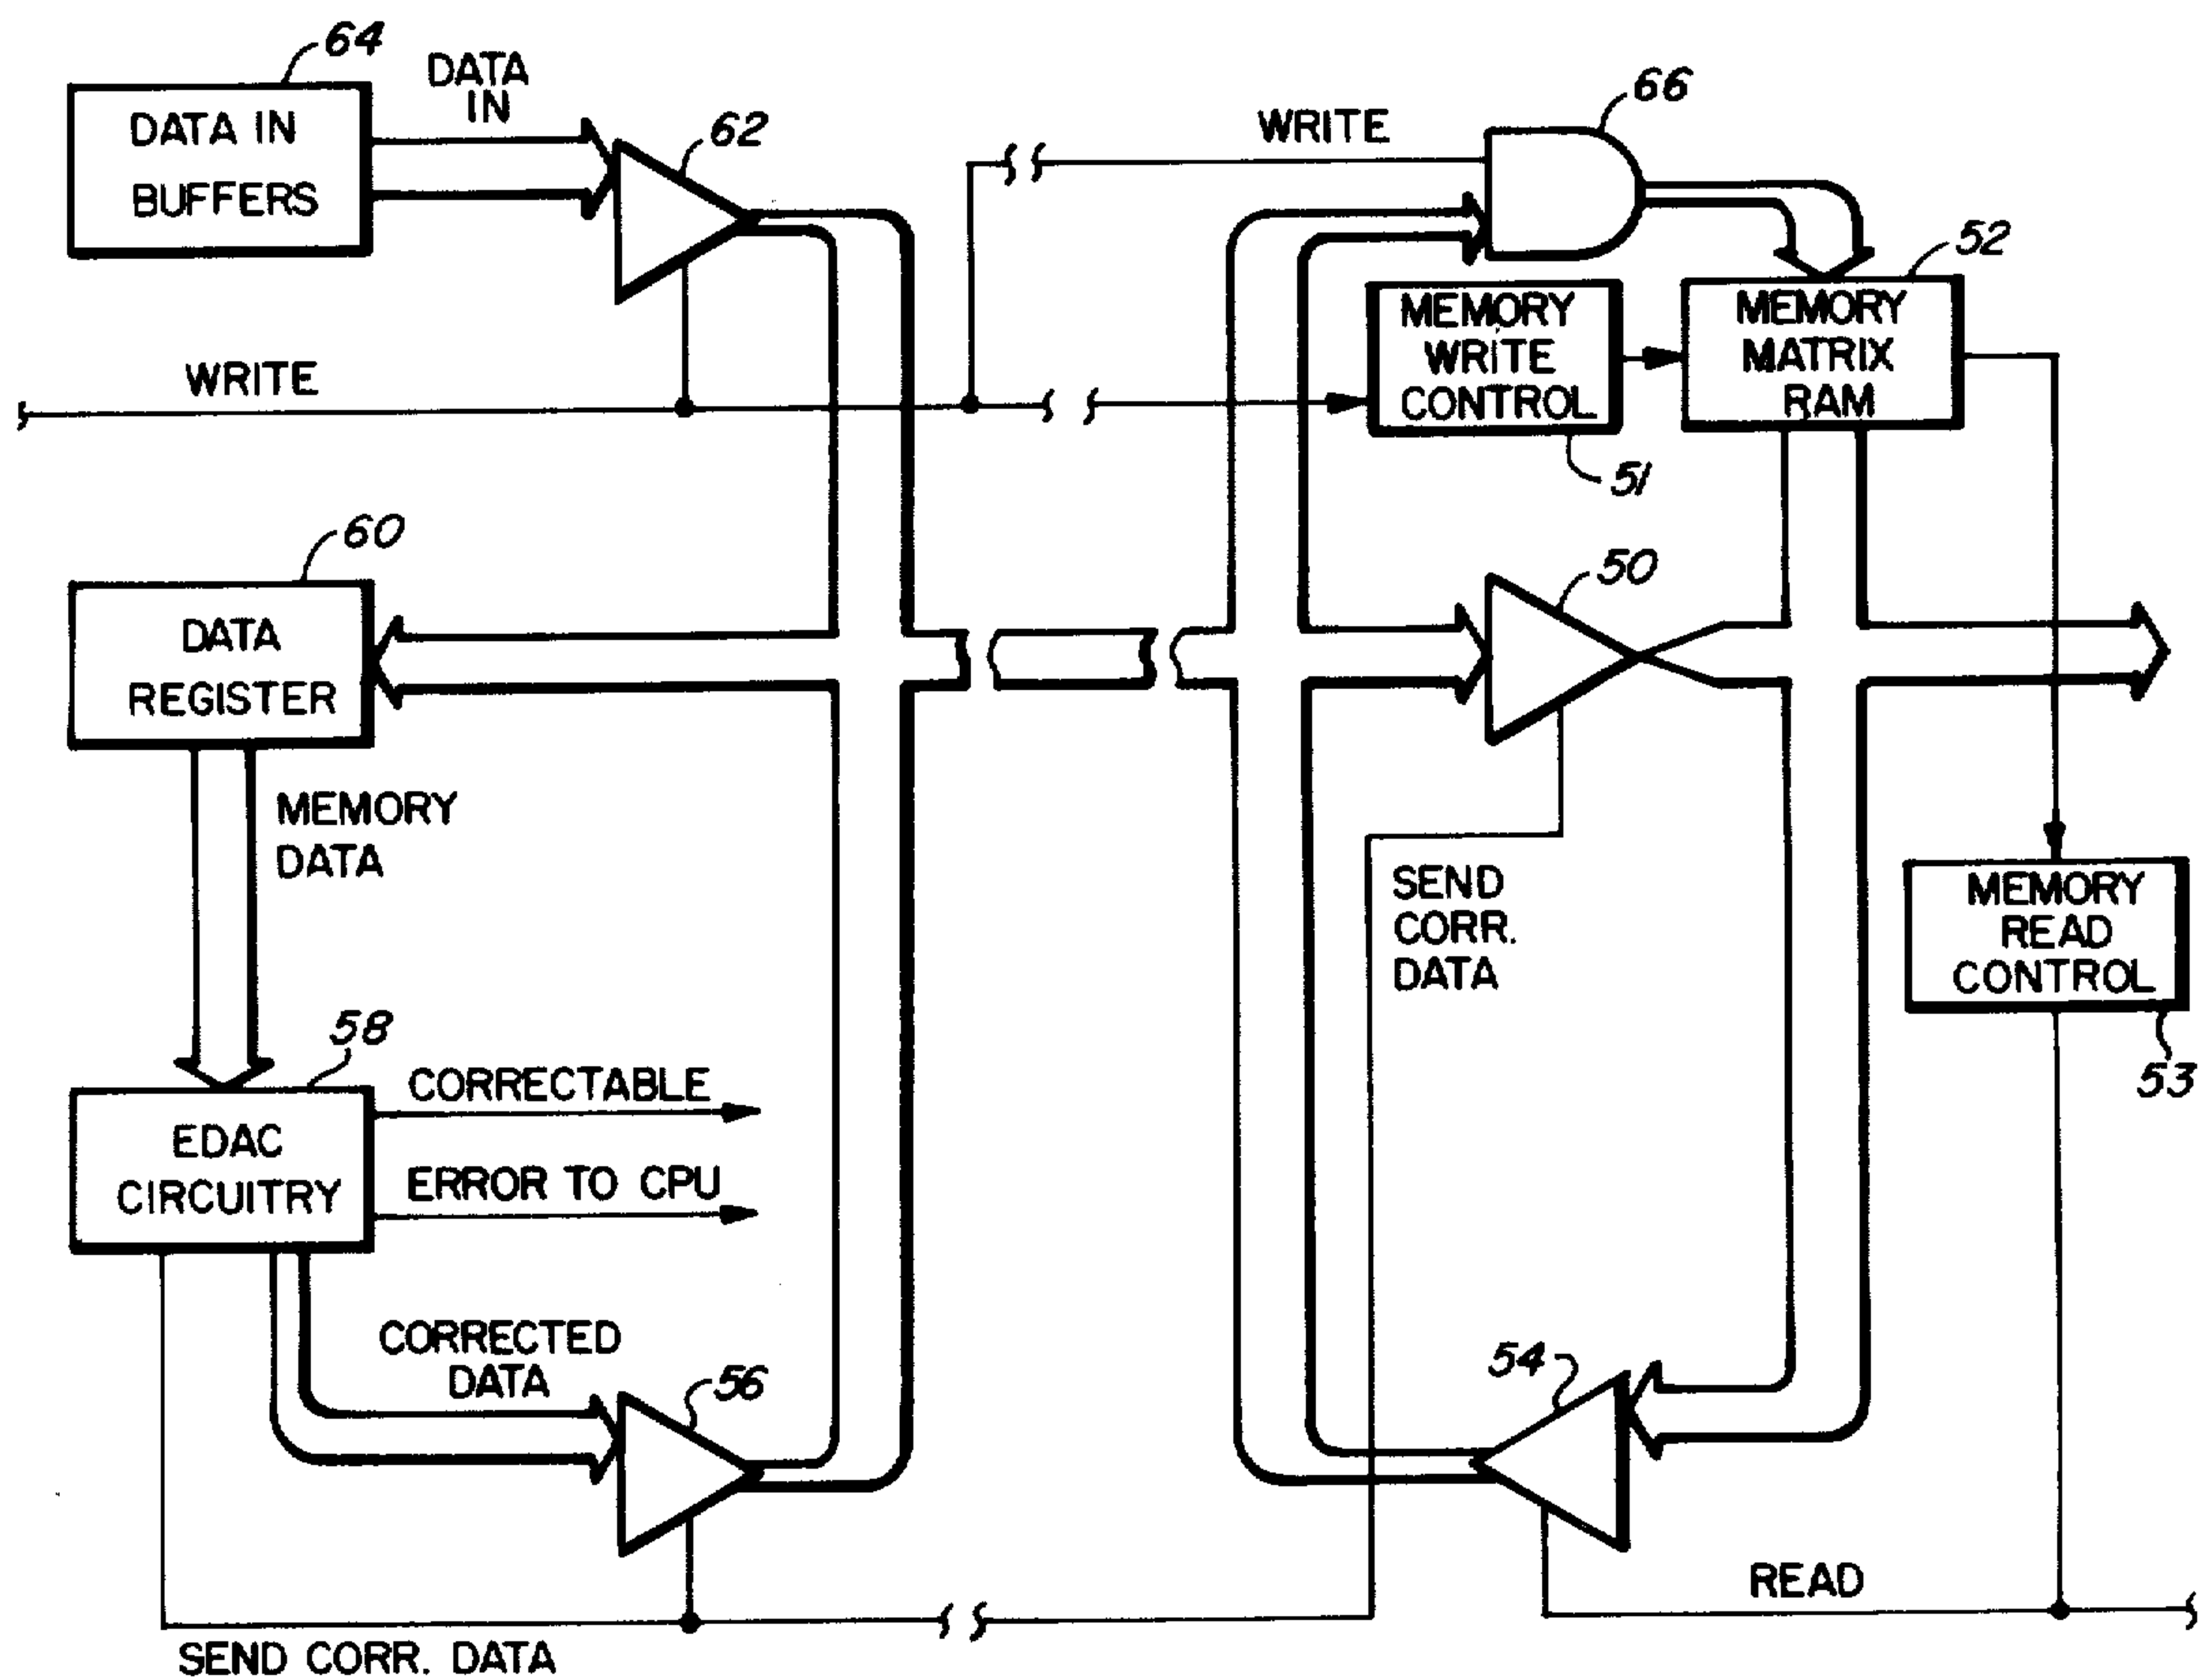 64
DATA
IN
DATA IN
BUFFERS
62
WRITE
66
52
MEMORY
WRITE
CONTROL
MEMORY
MATRIX
RAM
WRITE
51
60
50
DATA
REGISTER
MEMORY
DATA
SEND
CORR.
DATA
MEMORY
READ
CONTROL
53
58
CORRECTABLE
EDAC
CIRCUITRY
ERROR TO CPU
CORRECTED
DATA
56
54
READ
SEND CORR. DATA